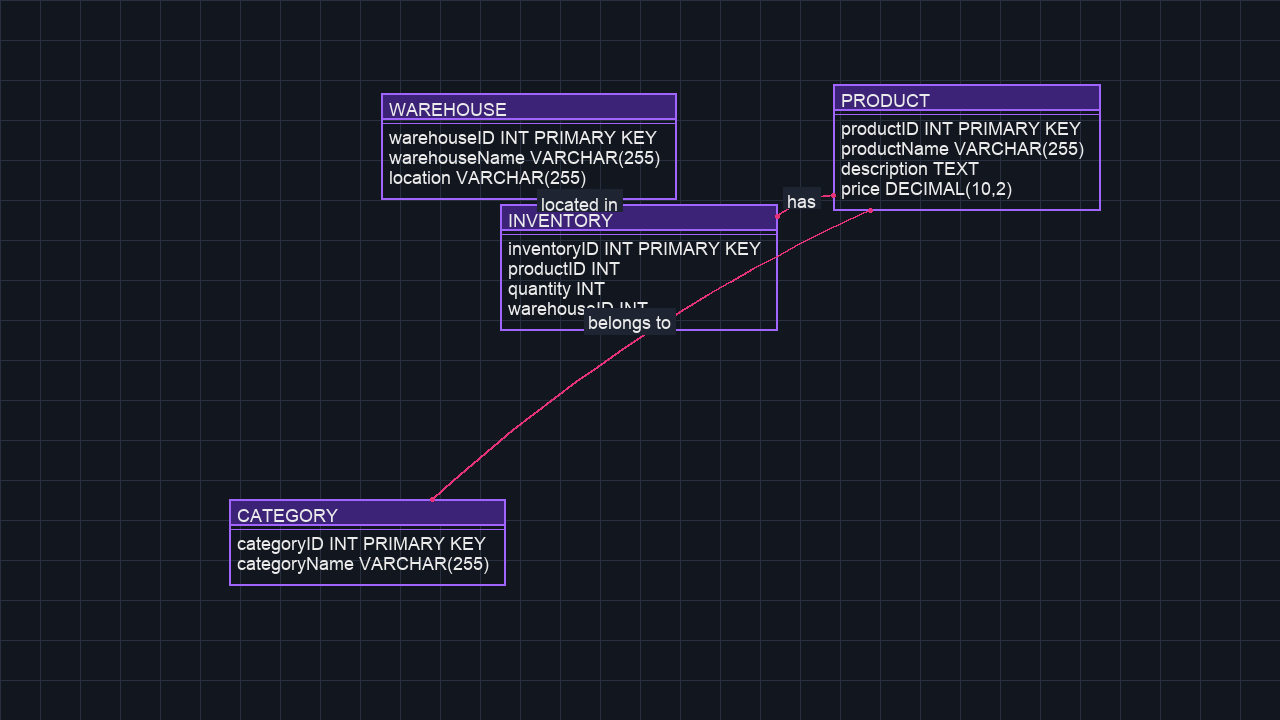 WAREHOUSE
warehouseID INT PRIMARY KEY
warehouseName VARCHAR(255)
location VARCHAR(255)
located in
PRODUCT
productID INT PRIMARY KEY
productName VARCHAR(255)
description TEXT
price DECIMAL(10,2)
has
INVENTORY
inventoryID INT PRIMARY KEY
productID INT
quantity INT
warehouseID INT
belongs to
CATEGORY
categoryID INT PRIMARY KEY
categoryName VARCHAR(255)